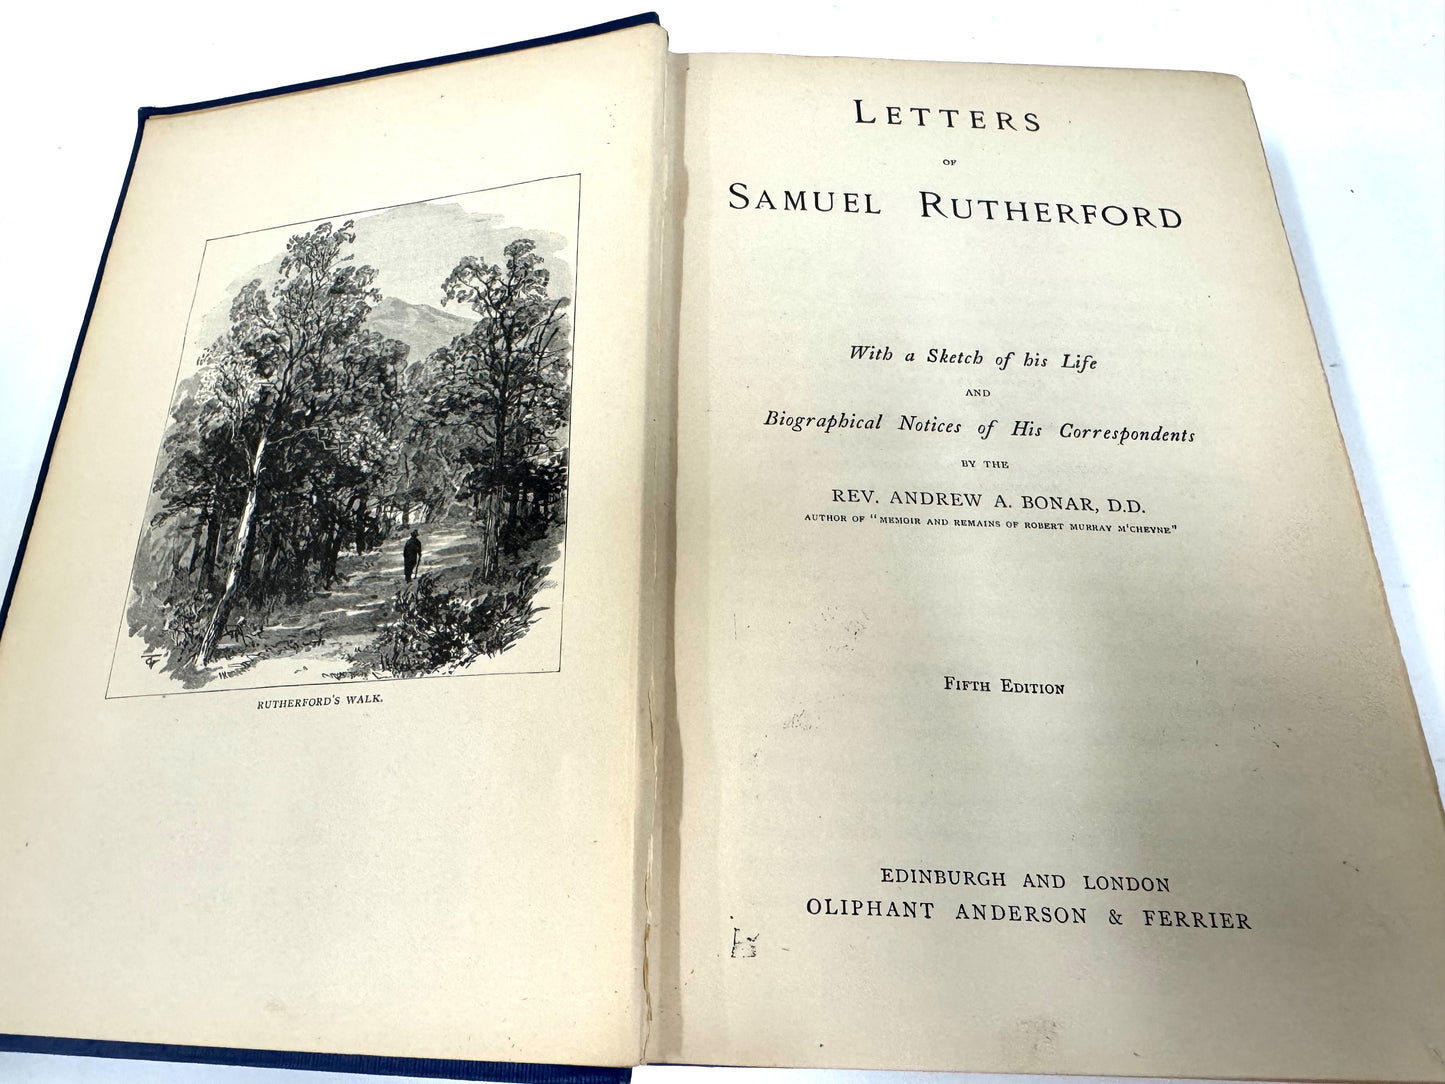 RUTHERFORD'S WALK.
LETTERS
OF
SAMUEL RUTHERFORD
With a Sketch of his Life
AND
Biographical Notices of His Correspondents
BY THE
REV. ANDREW A. BONAR, D.D.
AUTHOR OF "MEMOIR AND REMAINS OF ROBERT MURRAY M'CHEYNE"
FIFTH EDITION
EDINBURGH AND LONDON
OLIPHANT ANDERSON & FERRIER